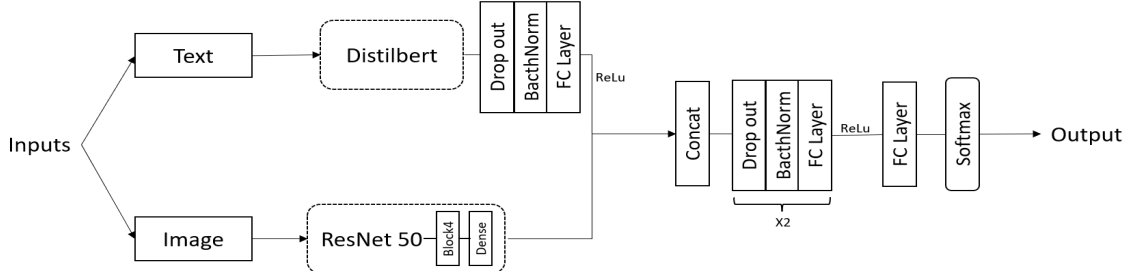 Inputs
Text
Distilbert
Drop out
BacthNorm
FC Layer
ReLu
Image
ResNet 50
Block4
Dense
Concat
Drop out
BacthNorm
FC Layer
X2
ReLu
FC Layer
Softmax
Output